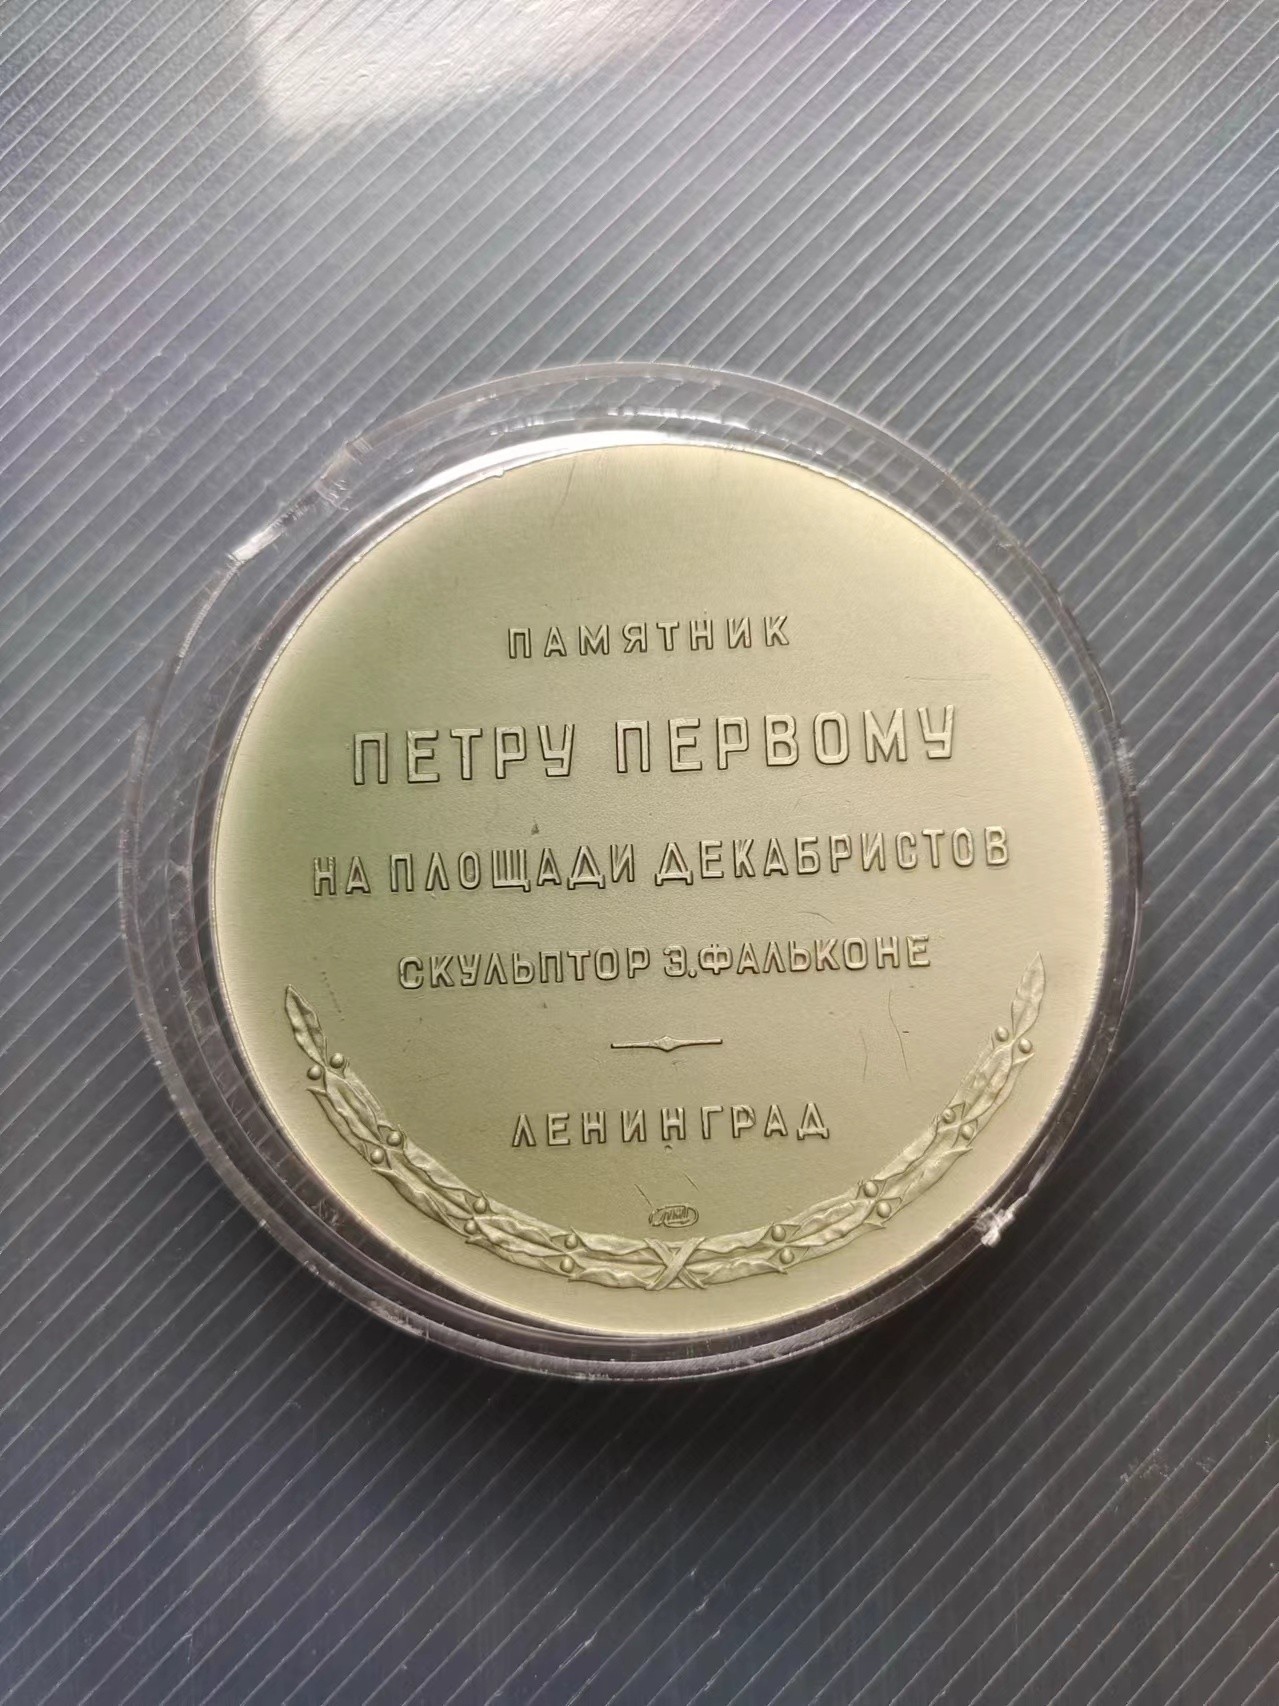 ПАМЯТНИК
ПЕТРУ ПЕРВОМУ
НА ПЛОЩАДИ ДЕКАБРИСТОВ
СКУЛЬПТОР Э.ФАЛЬКОНЕ
ЛЕНИНГРАД